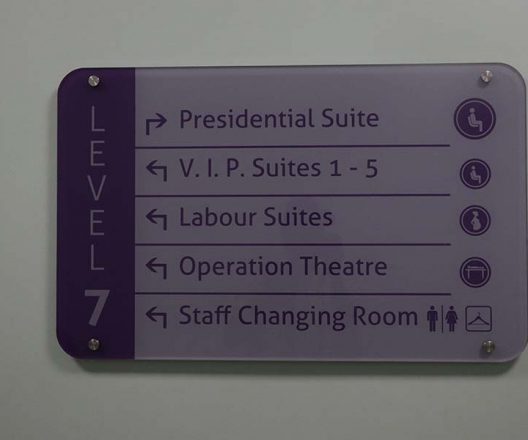 LEVEL 7
Presidential Suite
V. I. P. Suites 1 - 5
Labour Suites
Operation Theatre
Staff Changing Room